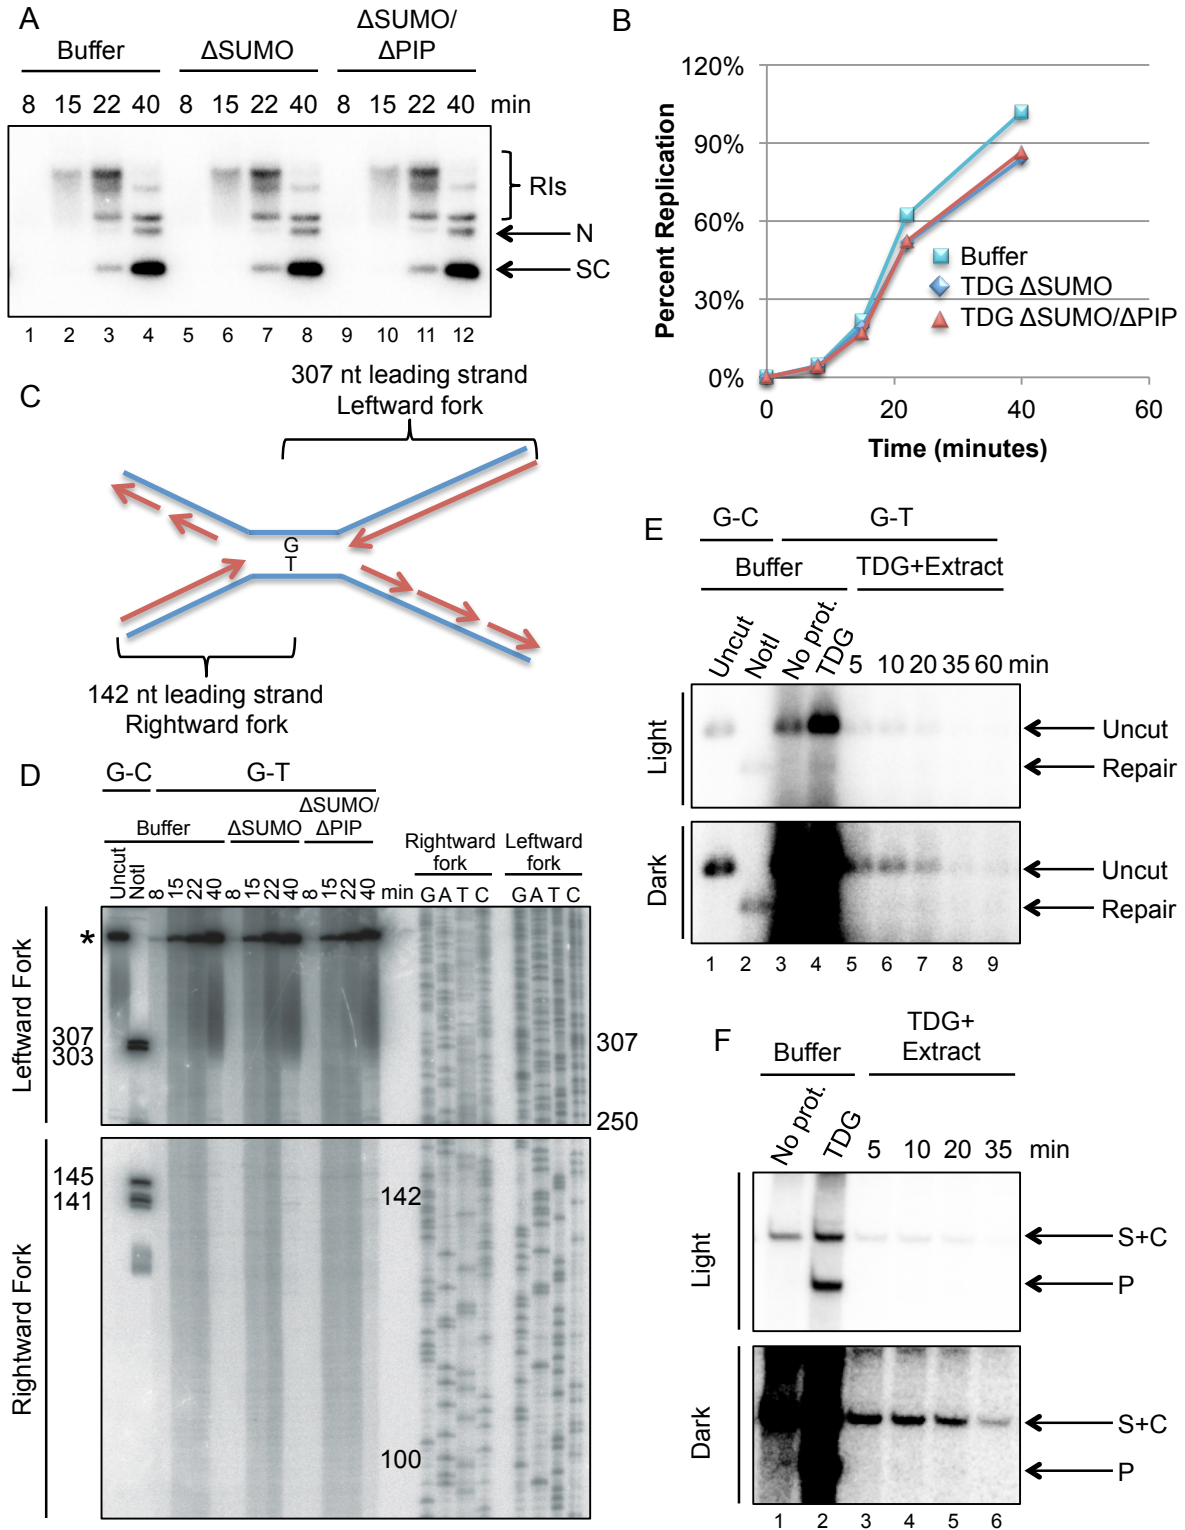 A
Buffer
ΔSUMO
ΔSUMO/
ΔPIP
8 15 22 40 8 15 22 40 8 15 22 40 min
RIs
N
SC
1 2 3 4 5 6 7 8 9 10 11 12
B
120%
90%
60%
30%
0%
Percent Replication
Buffer
TDG ΔSUMO
TDG ΔSUMO/ΔPIP
0 20 40 60
Time (minutes)
C
307 nt leading strand
Leftward fork
G
T
142 nt leading strand
Rightward fork
D
G-C G-T
Buffer
ΔSUMO
ΔSUMO/
ΔPIP
Uncut
NotI
8 15 22 40 8 15 22 40 8 15 22 40 min
Rightward
fork
Leftward
fork
G A T C G A T C
Leftward Fork
*
307
303
307
250
Rightward Fork
145
141
142
100
E
G-C G-T
Buffer TDG+Extract
Uncut
NotI
No prot.
TDG
5 10 20 35 60 min
Light
Uncut
Repair
Dark
Uncut
Repair
1 2 3 4 5 6 7 8 9
F
Buffer
TDG+
Extract
No prot.
TDG
5 10 20 35 min
Light
S+C
P
Dark
S+C
P
1 2 3 4 5 6